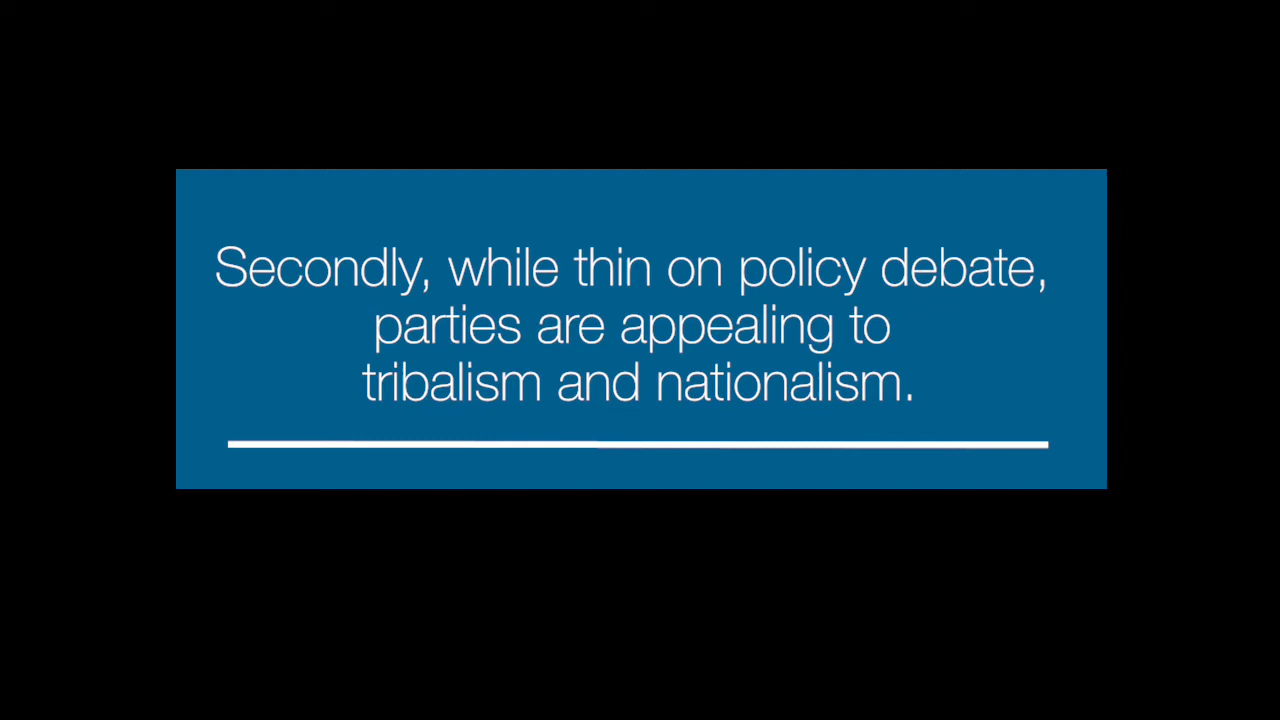 Secondly, while thin on policy debate,
parties are appealing to
tribalism and nationalism.